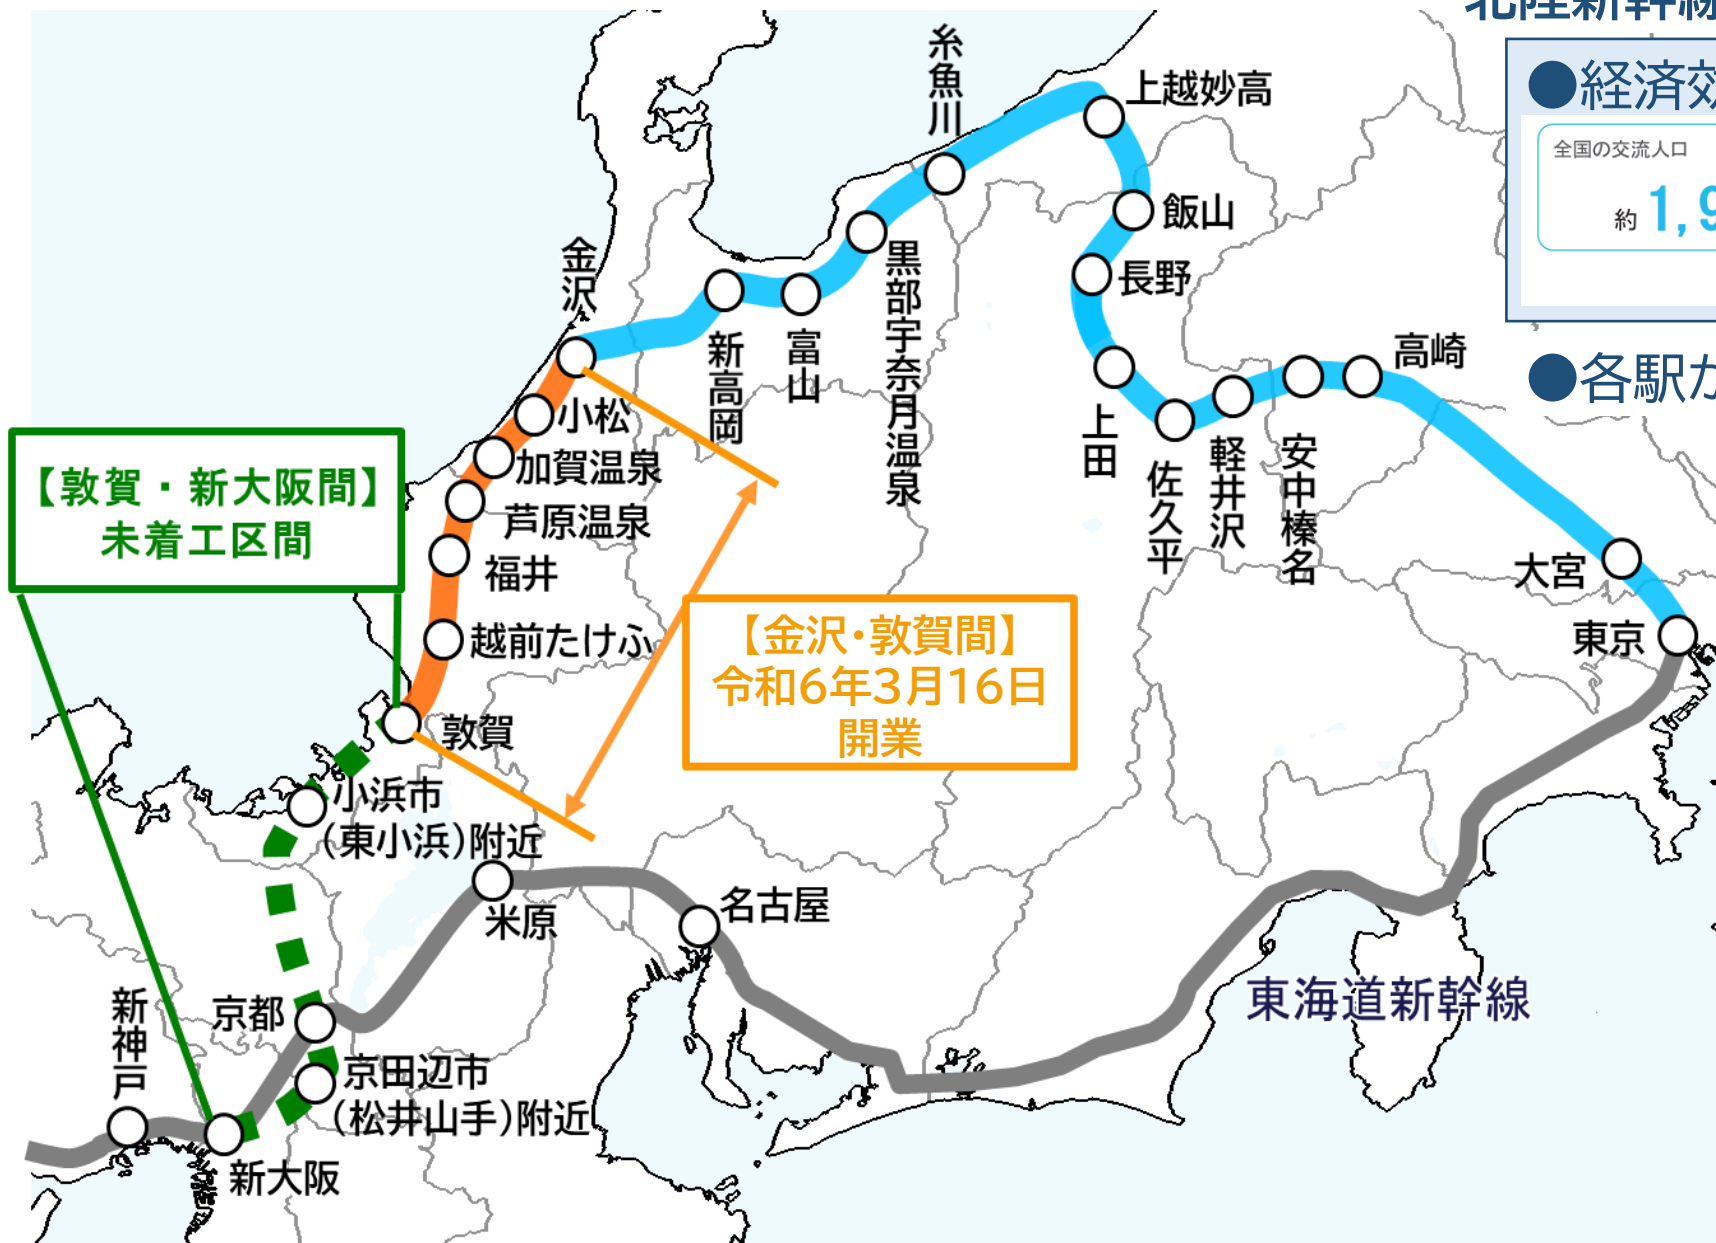 北陸新幹線
●経済効
全国の交流人口
約 1,9
●各駅か
糸魚川
上越妙高
飯山
長野
金沢
黒部宇奈月温泉
新高岡
富山
高崎
小松
加賀温泉
芦原温泉
福井
越前たけふ
敦賀
上田
佐久平
軽井沢
安中榛名
大宮
東京
【敦賀・新大阪間】
未着工区間
【金沢・敦賀間】
令和6年3月16日
開業
小浜市
(東小浜)附近
米原
名古屋
東海道新幹線
京都
新神戸
京田辺市
(松井山手)附近
新大阪